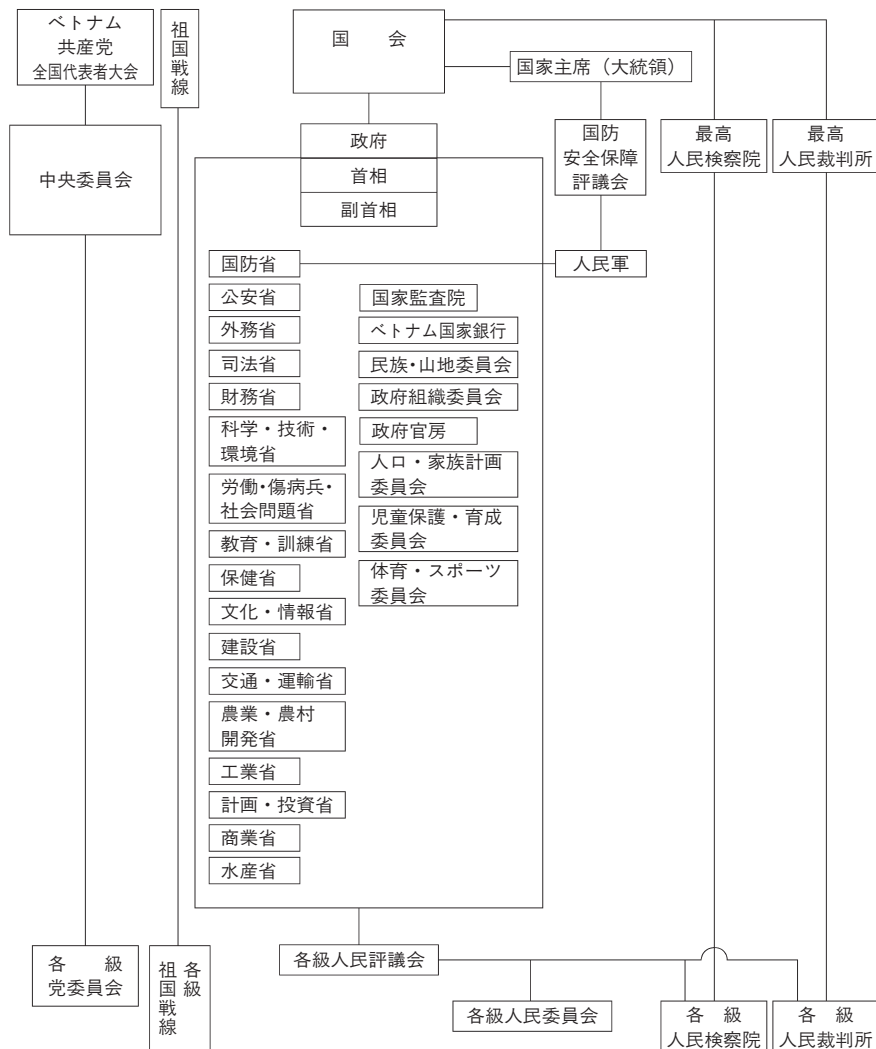 ベトナム
共産党
全国代表者大会
祖国戦線
国　会
国家主席（大統領）
中央委員会
政府
首相
副首相
国防
安全保障
評議会
最高
人民検察院
最高
人民裁判所
国防省
人民軍
公安省
外務省
司法省
財務省
科学・技術・
環境省
労働・傷病兵・
社会問題省
教育・訓練省
保健省
文化・情報省
建設省
交通・運輸省
農業・農村
開発省
工業省
計画・投資省
商業省
水産省
国家監査院
ベトナム国家銀行
民族・山地委員会
政府組織委員会
政府官房
人口・家族計画
委員会
児童保護・育成
委員会
体育・スポーツ
委員会
各　級
党委員会
各級
祖国戦線
各級人民評議会
各級人民委員会
各　級
人民検察院
各　級
人民裁判所